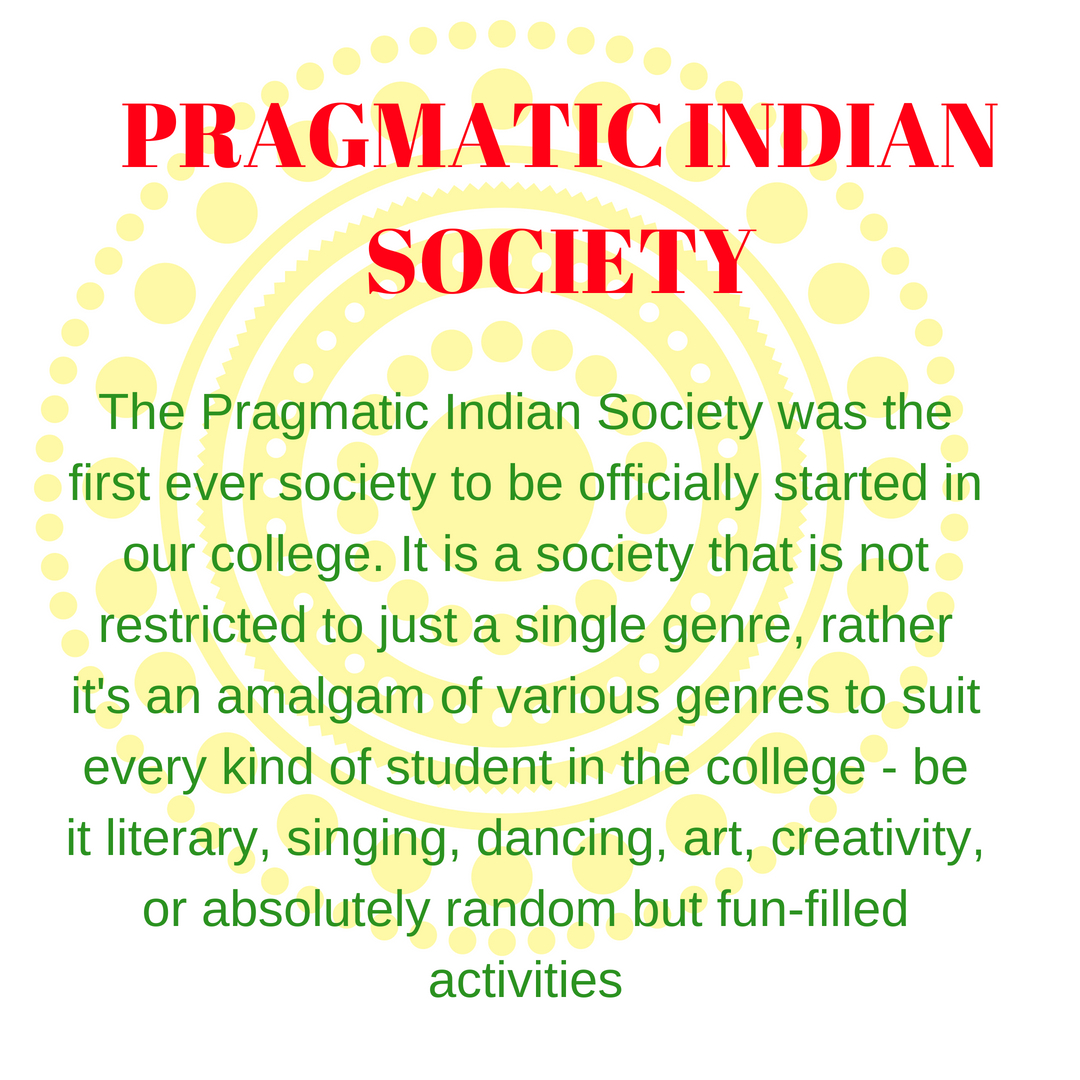 PRAGMATIC INDIAN
SOCIETY
The Pragmatic Indian Society was the
first ever society to be officially started in
our college. It is a society that is not
restricted to just a single genre, rather
it's an amalgam of various genres to suit
every kind of student in the college - be
it literary, singing, dancing, art, creativity,
or absolutely random but fun-filled
activities